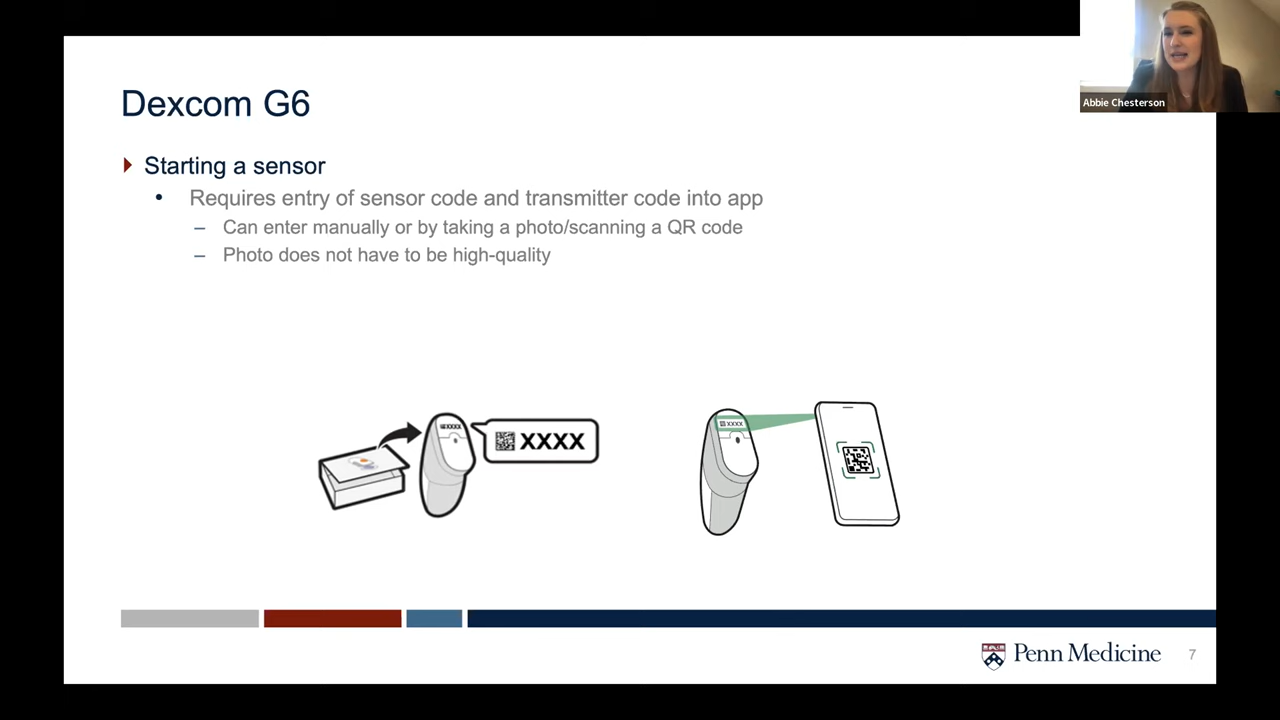 Dexcom G6
Abbie Chesterson
Starting a sensor
• Requires entry of sensor code and transmitter code into app
– Can enter manually or by taking a photo/scanning a QR code
– Photo does not have to be high-quality
XXXX
XXXX
XXXX
Penn Medicine
7